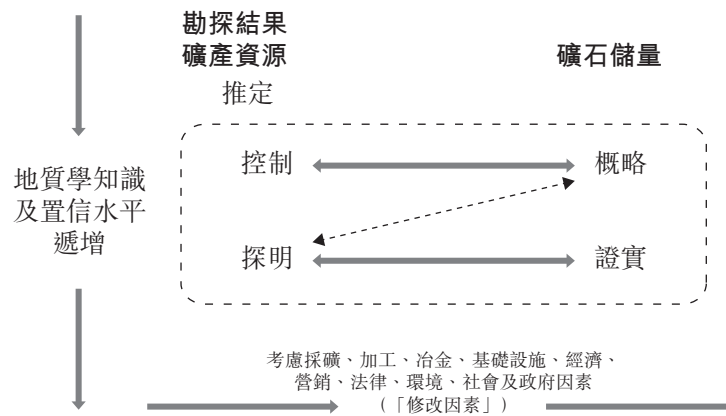 勘探結果
礦產資源
礦石儲量
推定
控制
概略
地質學知識
及置信水平
遞增
探明
證實
考慮採礦、加工、冶金、基礎設施、經濟、
營銷、法律、環境、社會及政府因素
(「修改因素」)